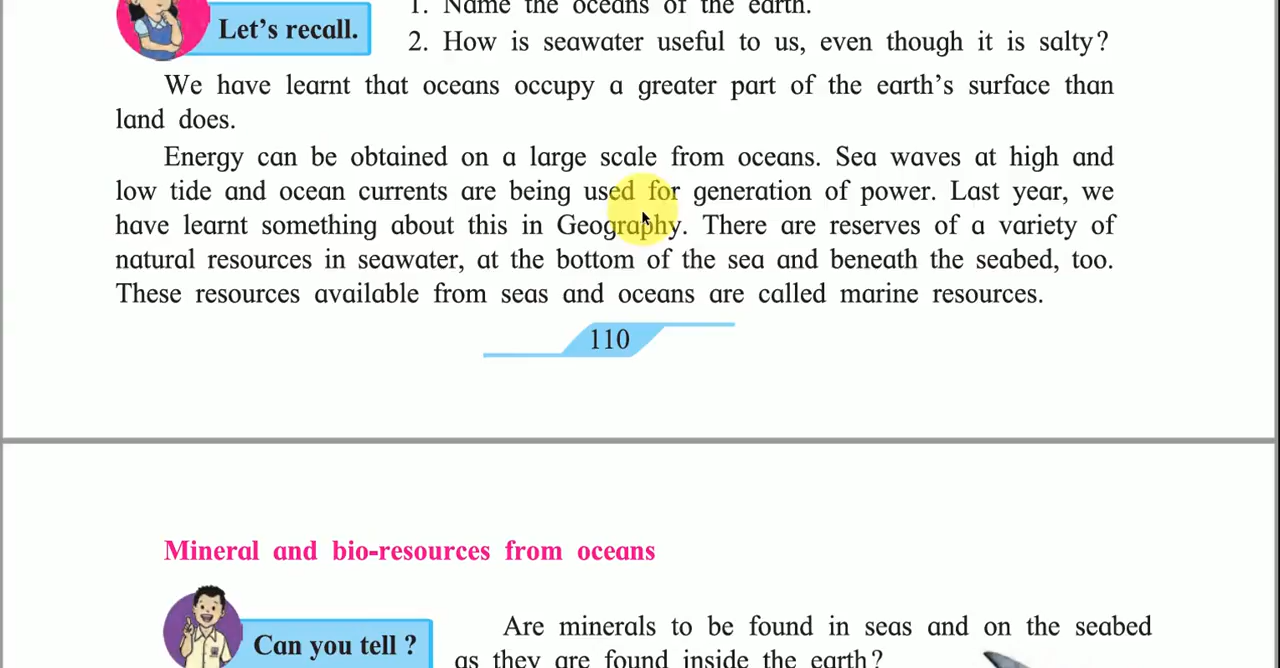 1. Name the oceans of the earth.
Let's recall.
2. How is seawater useful to us, even though it is salty?
We have learnt that oceans occupy a greater part of the earth's surface than
land does.
Energy can be obtained on a large scale from oceans. Sea waves at high and
low tide and ocean currents are being used for generation of power. Last year, we
have learnt something about this in Geography. There are reserves of a variety of
natural resources in seawater, at the bottom of the sea and beneath the seabed, too.
These resources available from seas and oceans are called marine resources.
110
Mineral and bio-resources from oceans
Can you tell ?
Are minerals to be found in seas and on the seabed
as they are found inside the earth?